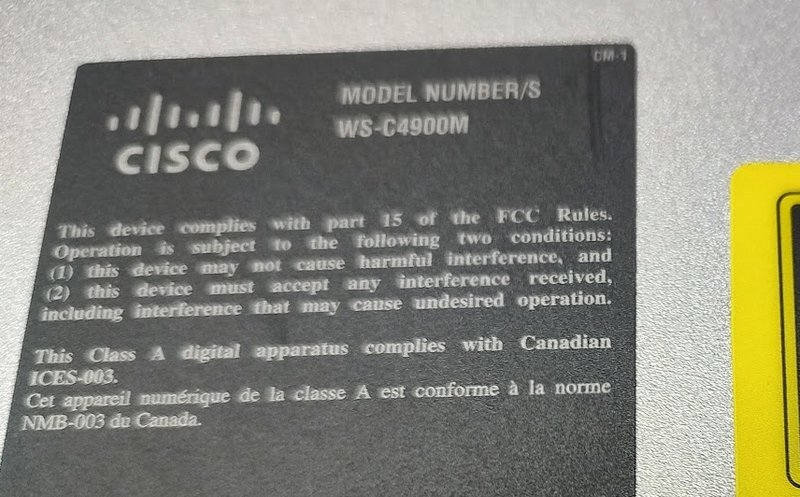 CM-1
CISCO
MODEL NUMBER/S
WS-C4900M
This device complies with part 15 of the FCC Rules.
Operation is subject to the following two conditions:
(1) this device may not cause harmful interference, and
(2) this device must accept any interference received,
including interference that may cause undesired operation.
This Class A digital apparatus complies with Canadian
ICES-003.
Cet appareil numérique de la classe A est conforme à la norme
NMB-003 du Canada.